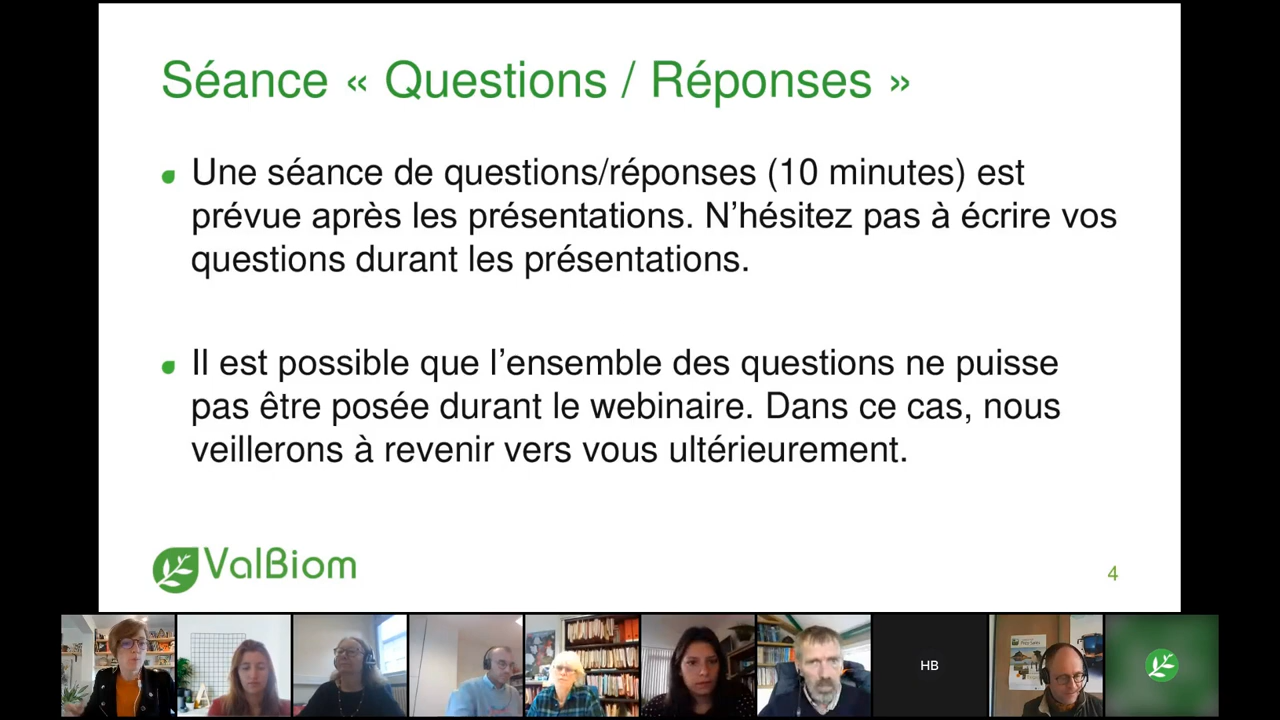 Séance « Questions / Réponses »
Une séance de questions/réponses (10 minutes) est
prévue après les présentations. N’hésitez pas à écrire vos
questions durant les présentations.
Il est possible que l’ensemble des questions ne puisse
pas être posée durant le webinaire. Dans ce cas, nous
veillerons à revenir vers vous ultérieurement.
ValBiom
4
HB